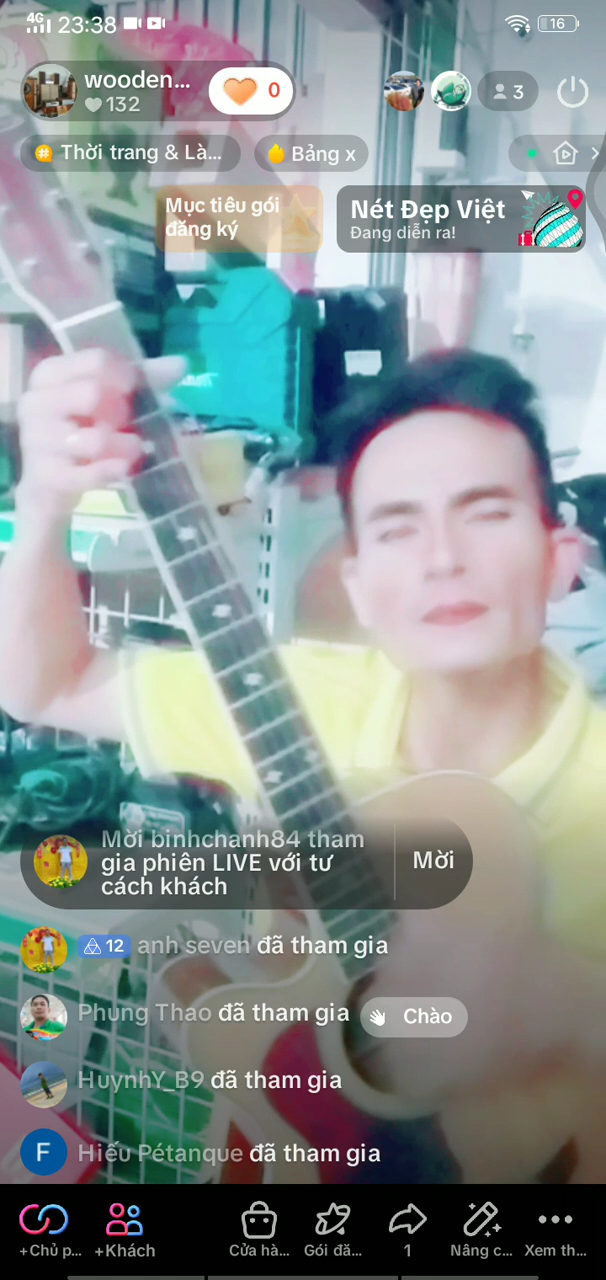 4G 23:38 16
wooden...
132
0
3
Thời trang & Là...
Bảng x
Mục tiêu gói
đăng ký
Nét Đẹp Việt
Đang diễn ra!
Mời binhchanh84 tham
gia phiên LIVE với tư
cách khách
Mời
12 anh seven đã tham gia
Phung Thao đã tham gia
Chào
HuynhY_B9 đã tham gia
F
Hiếu Pétanque đã tham gia
+Chủ p...
+Khách
Cửa hà...
Gói đă...
1
Nâng c...
Xem th...